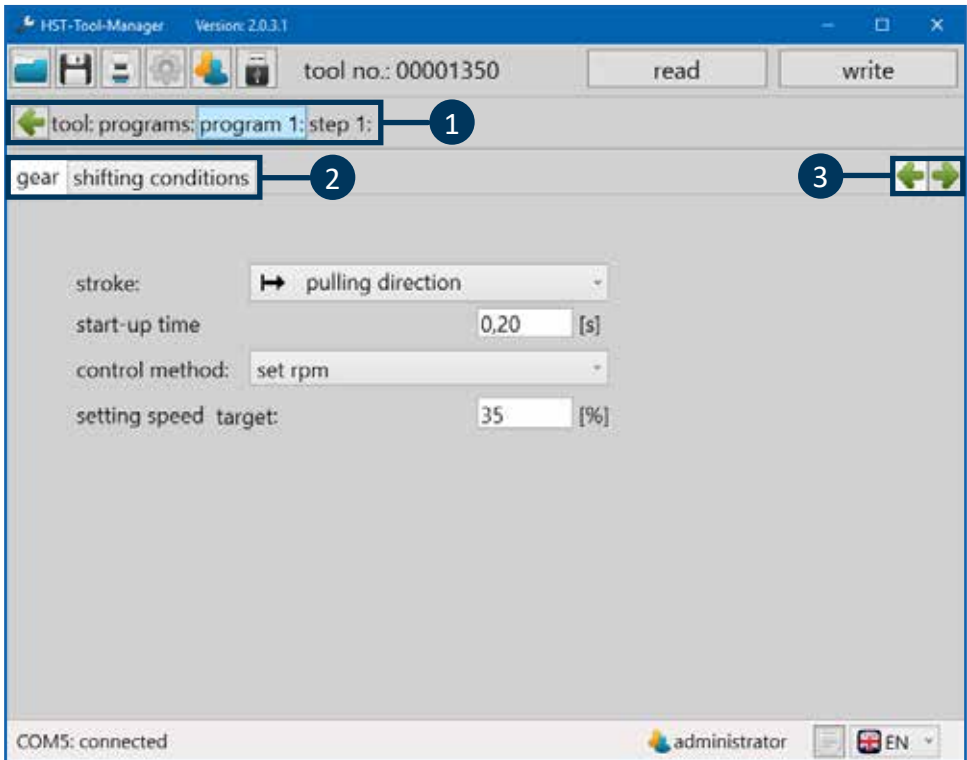 HST-Tool-Manager Version: 2.0.3.1
tool no.: 00001350 read write
tool: programs: program 1: step 1: 1
gear shifting conditions 2 3
stroke: pulling direction
start-up time 0,20 [s]
control method: set rpm
setting speed target: 35 [%]
COM5: connected administrator EN